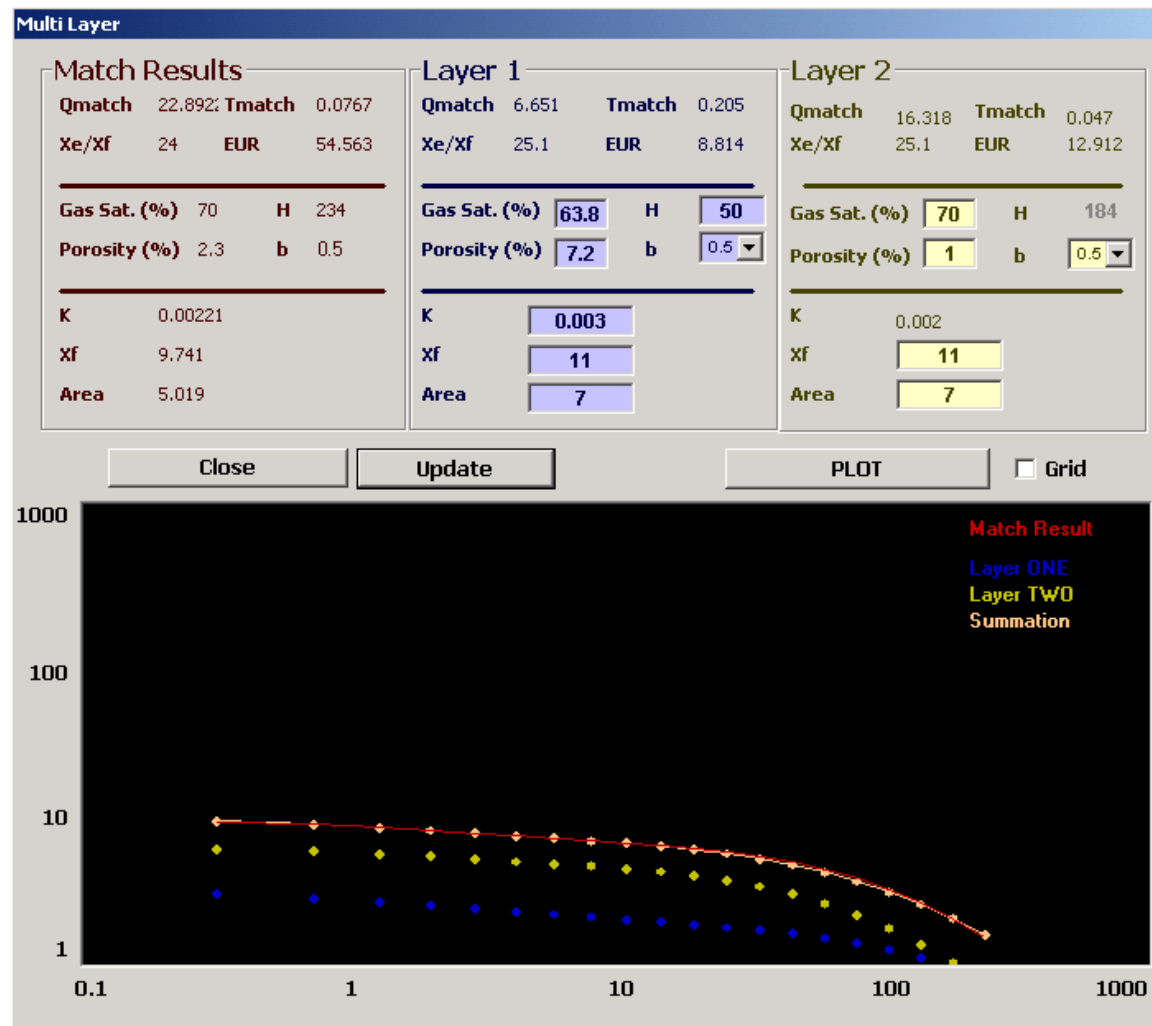 Multi Layer
Match Results
Qmatch 22.892 Tmatch 0.0767
Xe/Xf 24 EUR 54.563
Gas Sat. (%) 70 H 234
Porosity (%) 2.3 b 0.5
K 0.00221
Xf 9.741
Area 5.019
Layer 1
Qmatch 6.651 Tmatch 0.205
Xe/Xf 25.1 EUR 8.814
Gas Sat. (%) 63.8 H 50
Porosity (%) 7.2 b 0.5
K 0.003
Xf 11
Area 7
Layer 2
Qmatch 16.318 Tmatch 0.047
Xe/Xf 25.1 EUR 12.912
Gas Sat. (%) 70 H 184
Porosity (%) 1 b 0.5
K 0.002
Xf 11
Area 7
Close Update PLOT Grid
1000
100
10
1
Match Result
Layer ONE
Layer TWO
Summation
0.1 1 10 100 1000